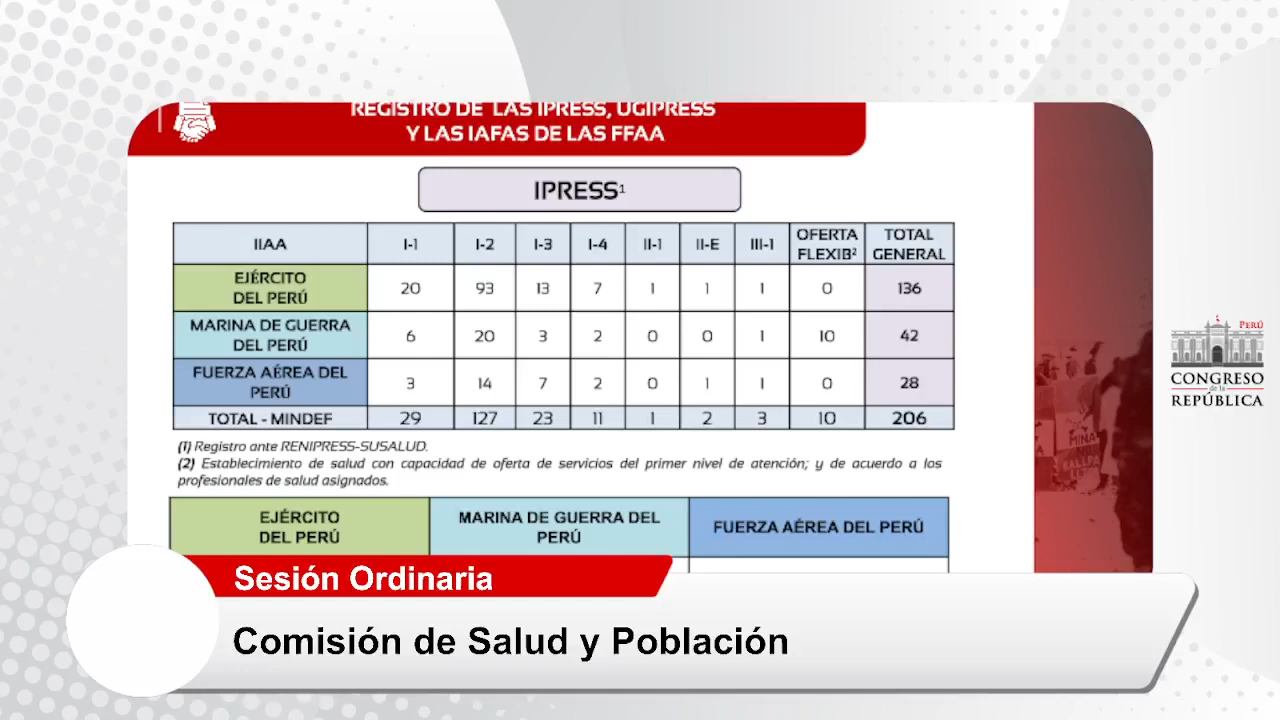 REGISTRO DE LAS IPRESS, UGIPRESS
Y LAS IAFAS DE LAS FFAA
IPRESS¹
IIAA I-1 I-2 I-3 I-4 II-1 II-E III-1 OFERTA FLEXIB² TOTAL GENERAL
EJÉRCITO DEL PERÚ 20 93 13 7 1 1 1 0 136
MARINA DE GUERRA DEL PERÚ 6 20 3 2 0 0 1 10 42
FUERZA AÉREA DEL PERÚ 3 14 7 2 0 1 1 0 28
TOTAL - MINDEF 29 127 23 11 1 2 3 10 206
(1) Registro ante RENIPRESS-SUSALUD.
(2) Establecimiento de salud con capacidad de oferta de servicios del primer nivel de atención; y de acuerdo a los
profesionales de salud asignados.
EJÉRCITO DEL PERÚ
MARINA DE GUERRA DEL PERÚ
FUERZA AÉREA DEL PERÚ
Sesión Ordinaria
Comisión de Salud y Población
PERÚ
CONGRESO
de la
REPÚBLICA
MINA